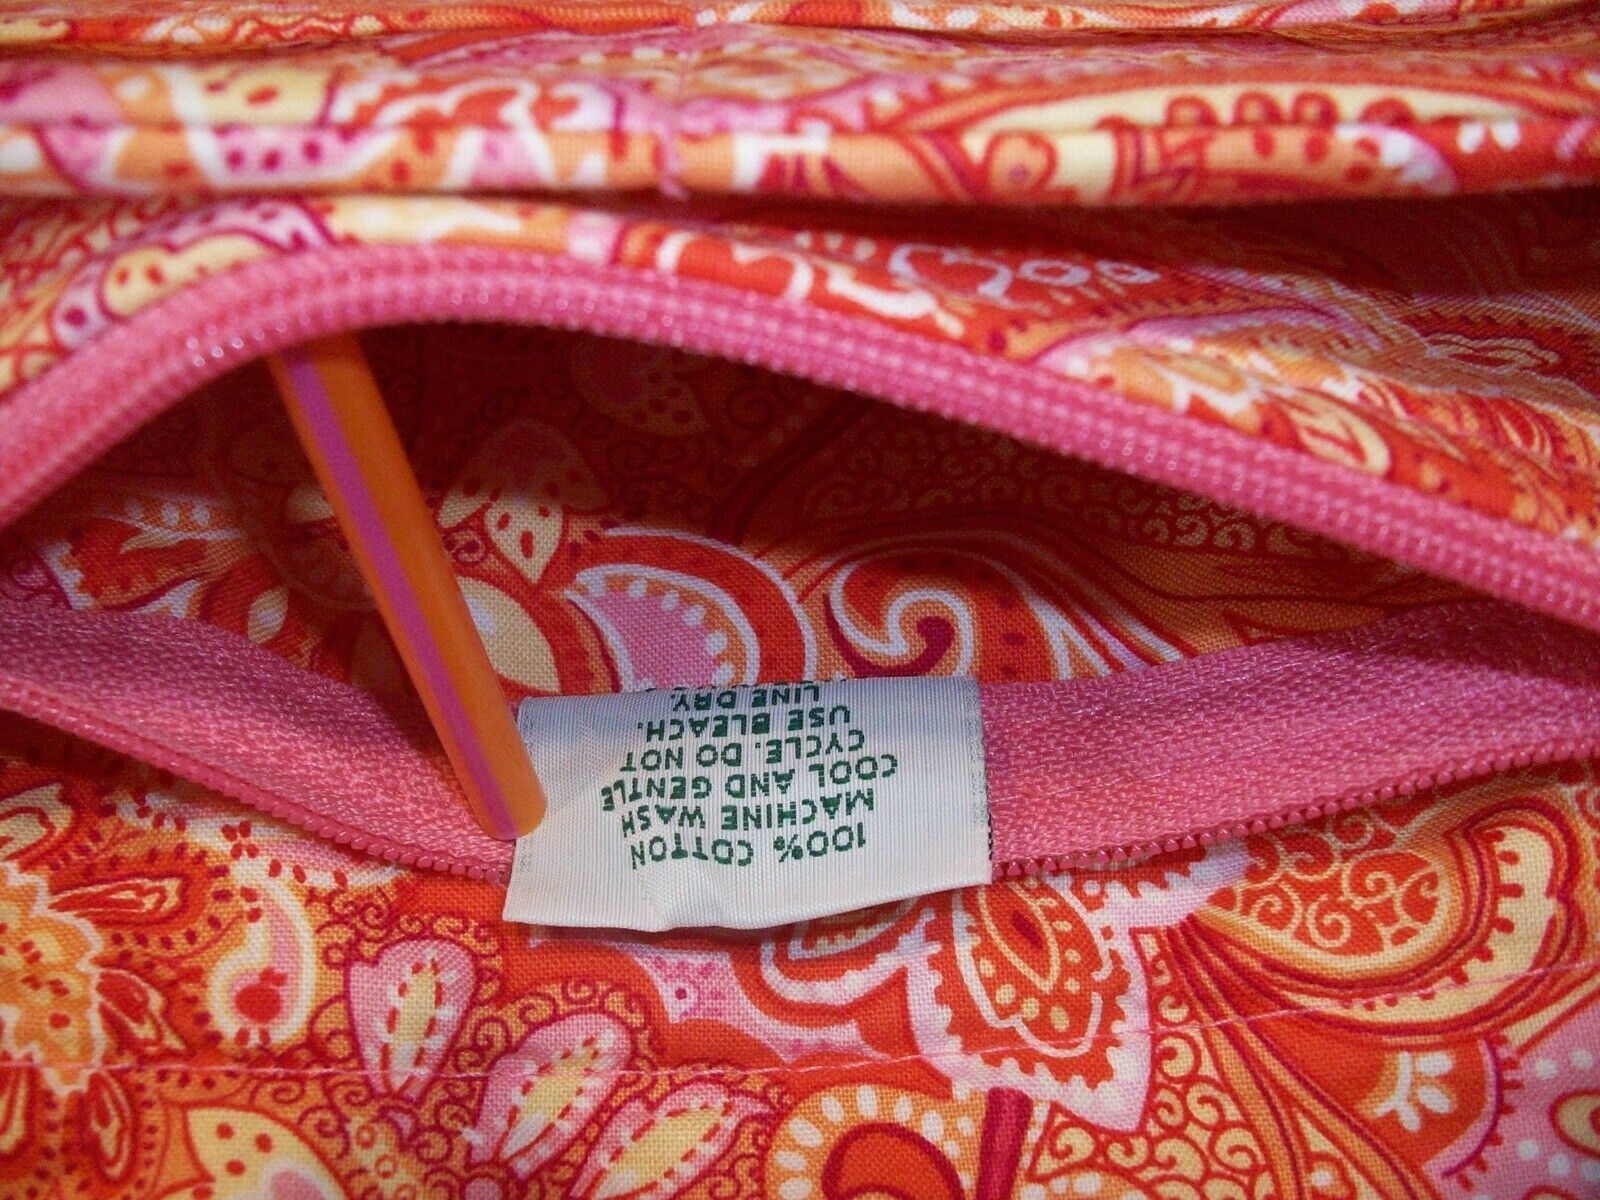 100% COTTON
MACHINE WASH
COOL AND GENTLE
CYCLE. DO NOT
USE BLEACH.
LINE DRY.